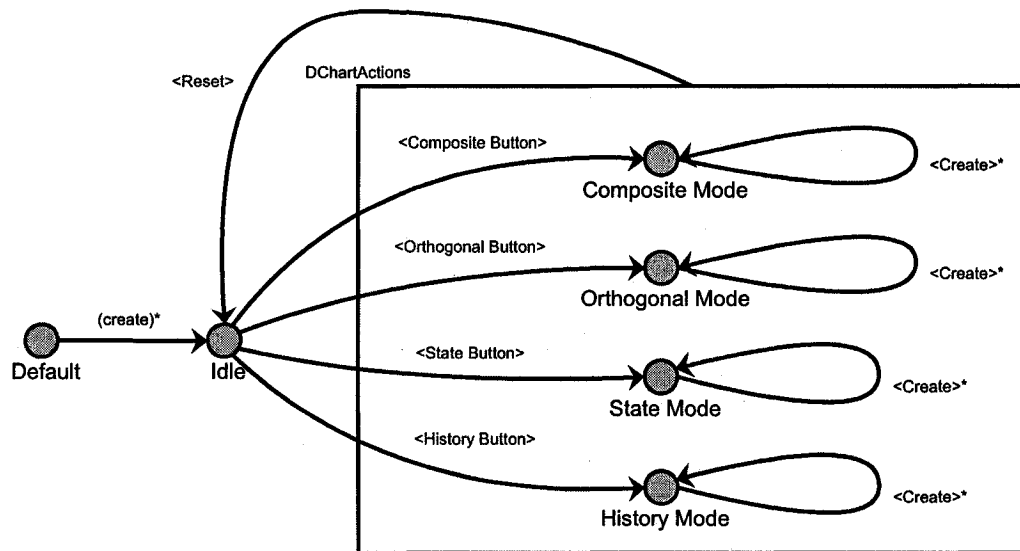 <Reset>
DChartActions
<Composite Button>
<Create>*
Composite Mode
<Orthogonal Button>
<Create>*
Orthogonal Mode
(create)*
Default
Idle
<State Button>
<Create>*
State Mode
<History Button>
<Create>*
History Mode